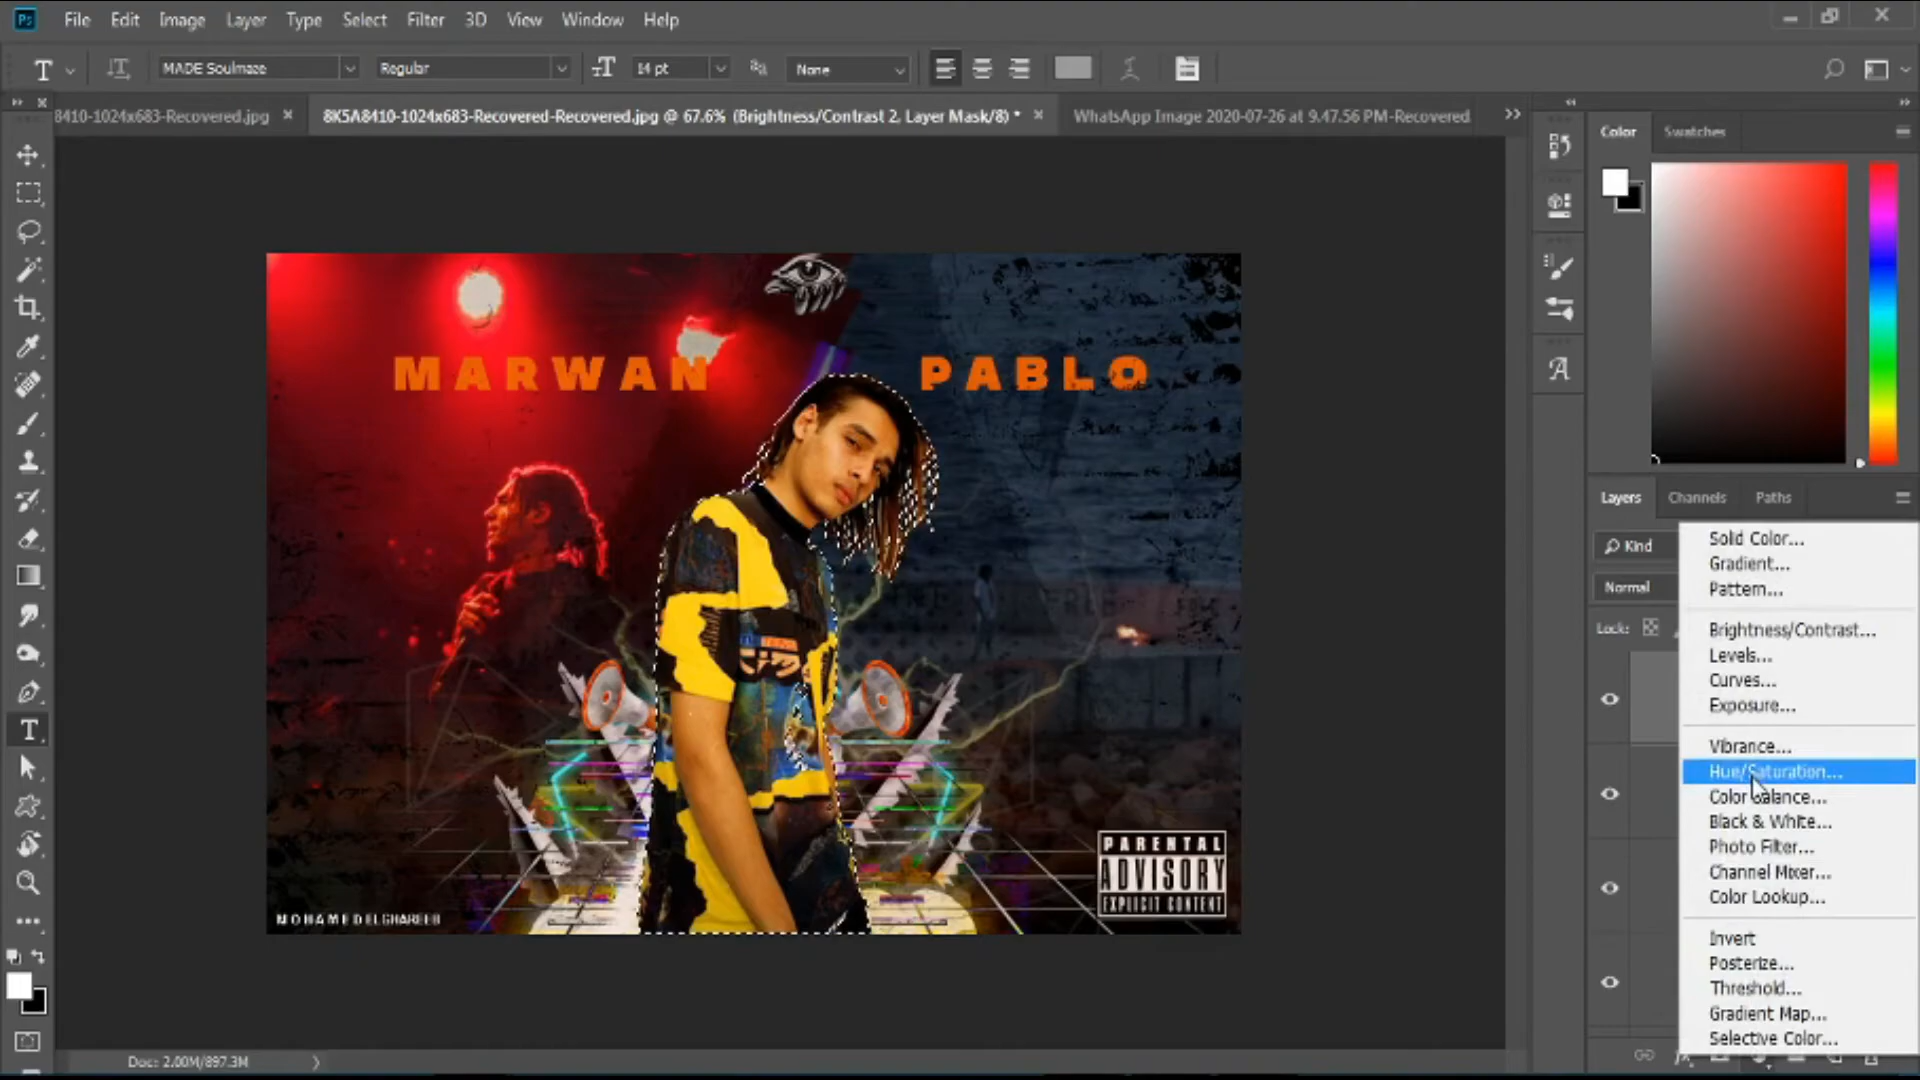 Ps File Edit Image Layer Type Select Filter 3D View Window Help
T MADE Soulmaze Regular 14 pt None
8410-1024x683-Recovered.jpg × 8K5A8410-1024x683-Recovered-Recovered.jpg @ 67.6% (Brightness/Contrast 2, Layer Mask/8) * × WhatsApp Image 2020-07-26 at 9.47.56 PM-Recovered
Color Swatches
MARWAN PABLO
Layers Channels Paths
Kind
Normal
Lock:
Solid Color...
Gradient...
Pattern...
Brightness/Contrast...
Levels...
Curves...
Exposure...
Vibrance...
Hue/Saturation...
Color Balance...
Black & White...
Photo Filter...
Channel Mixer...
Color Lookup...
Invert
Posterize...
Threshold...
Gradient Map...
Selective Color...
PARENTAL
ADVISORY
EXPLICIT CONTENT
MOHAMEDELGHAREEB
Doc: 2.00M/897.3M